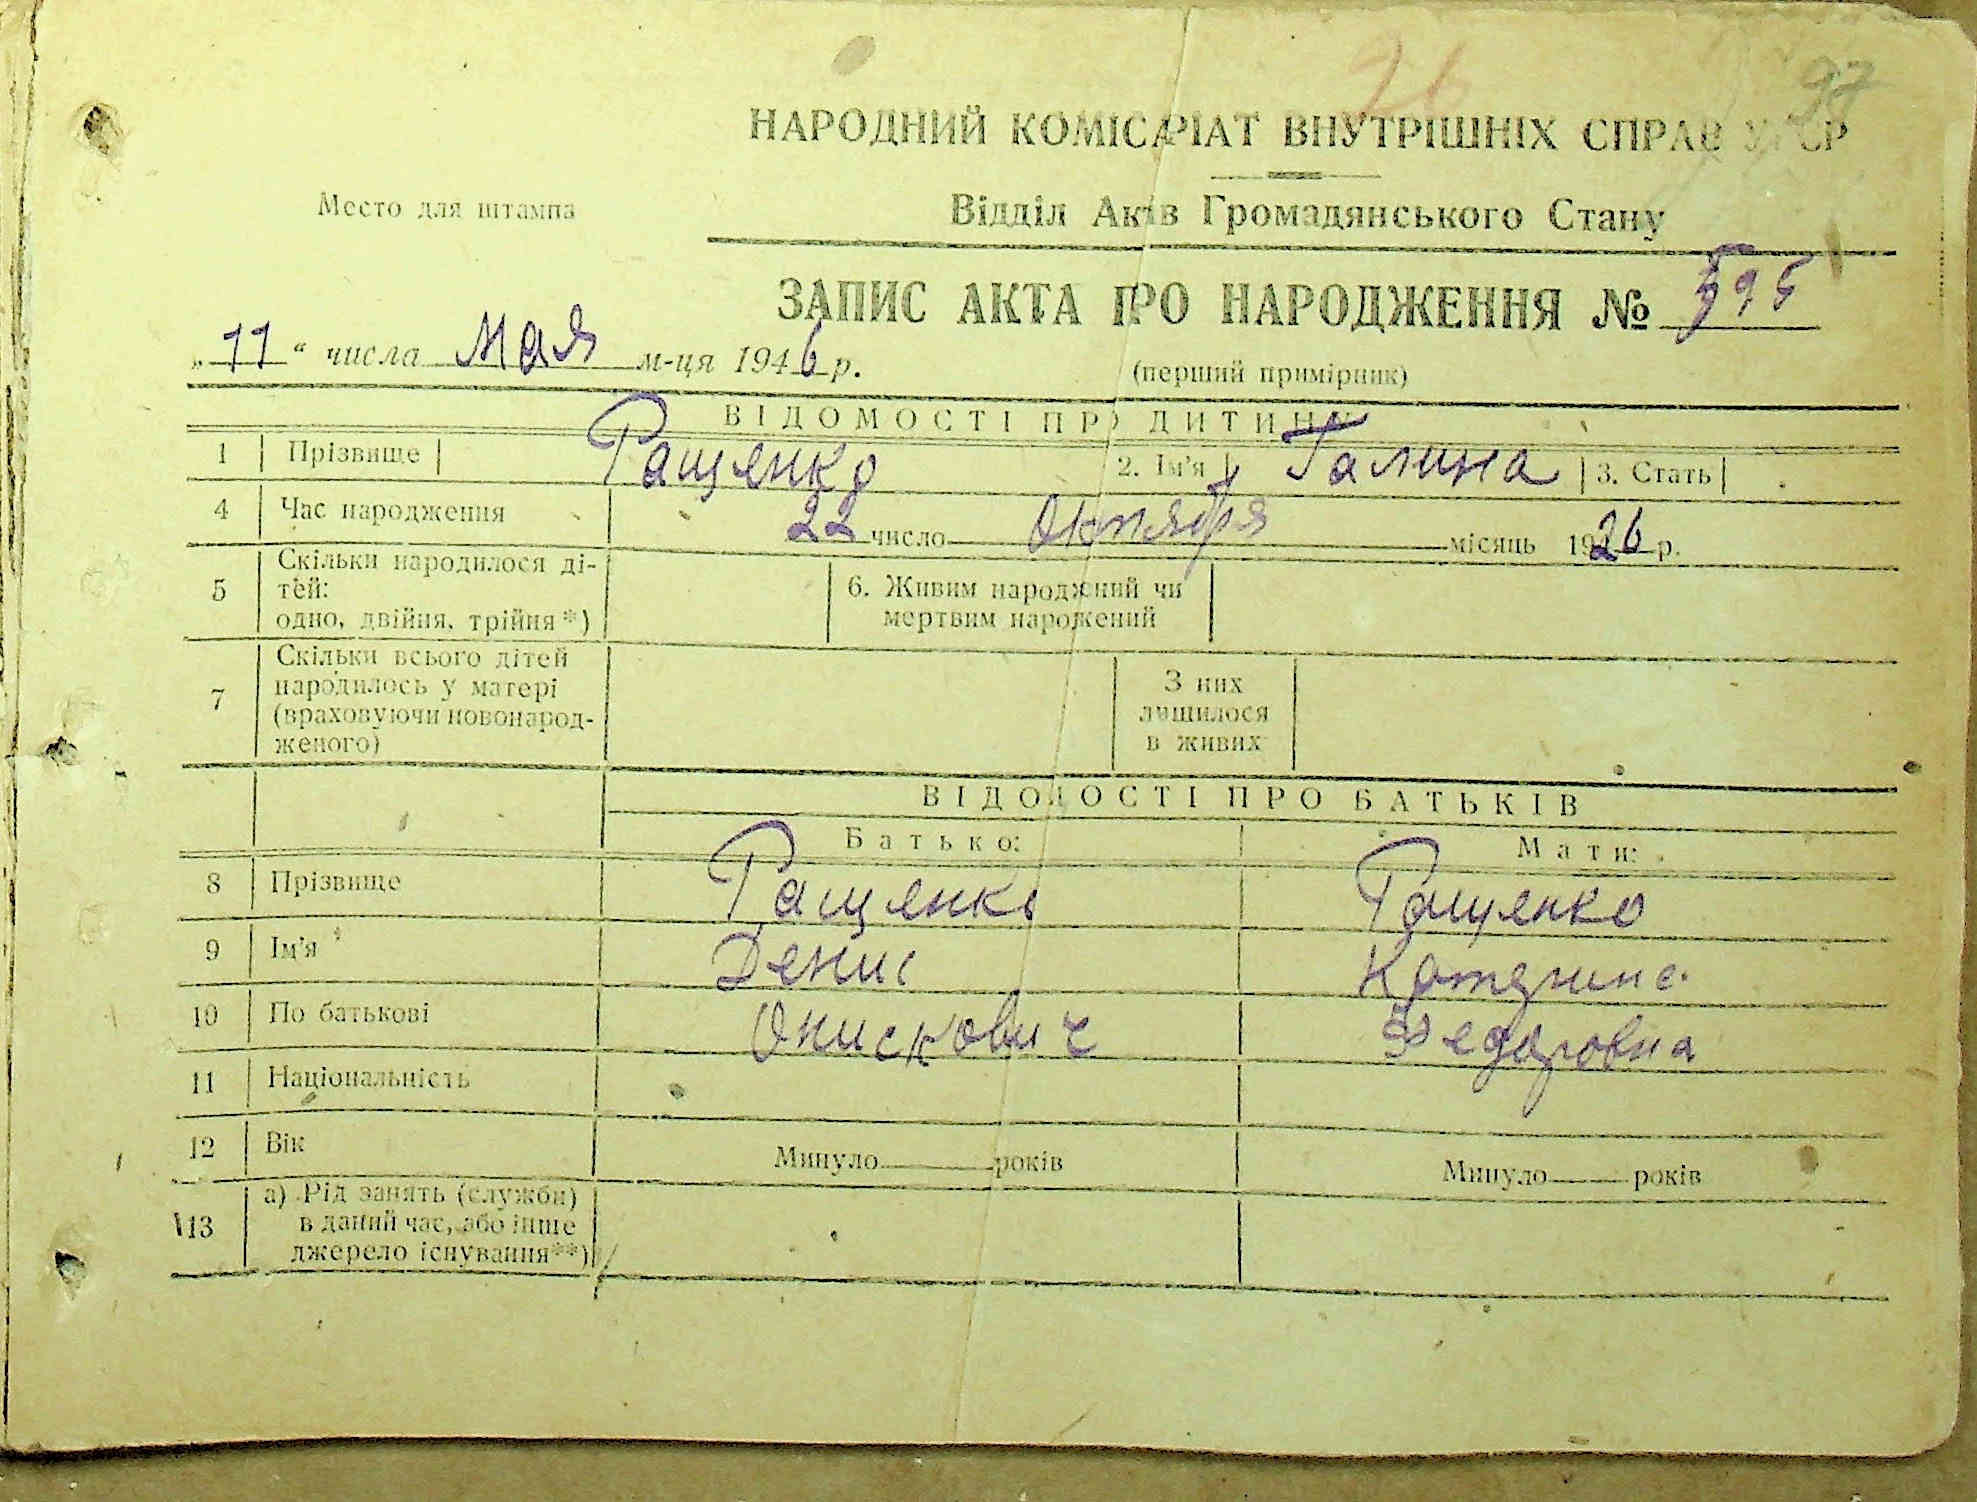 26
97
НАРОДНИЙ КОМІСАРІАТ ВНУТРІШНІХ СПРАВ УРСР
Место для штампа
Відділ Актів Громадянського Стану
ЗАПИС АКТА ПРО НАРОДЖЕННЯ № 595
„11“ числа Мая м-ця 1946 р.
(перший примірник)
ВІДОМОСТІ ПРО ДИТИНУ
1 Прізвище Ращенко 2. Ім'я Галина 3. Стать
4 Час народження 22 число Октября місяць 1926 р.
5 Скільки народилося ді-
тей:
одно, двійня, трійня*)
6. Живим народжений чи
мертвим народжений
7 Скільки всього дітей
народилось у матері
(враховуючи новонарод-
женого)
З них
лишилося
в живих
ВІДОМОСТІ ПРО БАТЬКІВ
Батько: Мати:
8 Прізвище Ращенко Ращенко
9 Ім'я Денис Катерина
10 По батькові Онискович Федоровна
11 Національність
12 Вік Минуло років Минуло років
13 а) Рід занять (служби)
в даний час, або інше
джерело існування**)